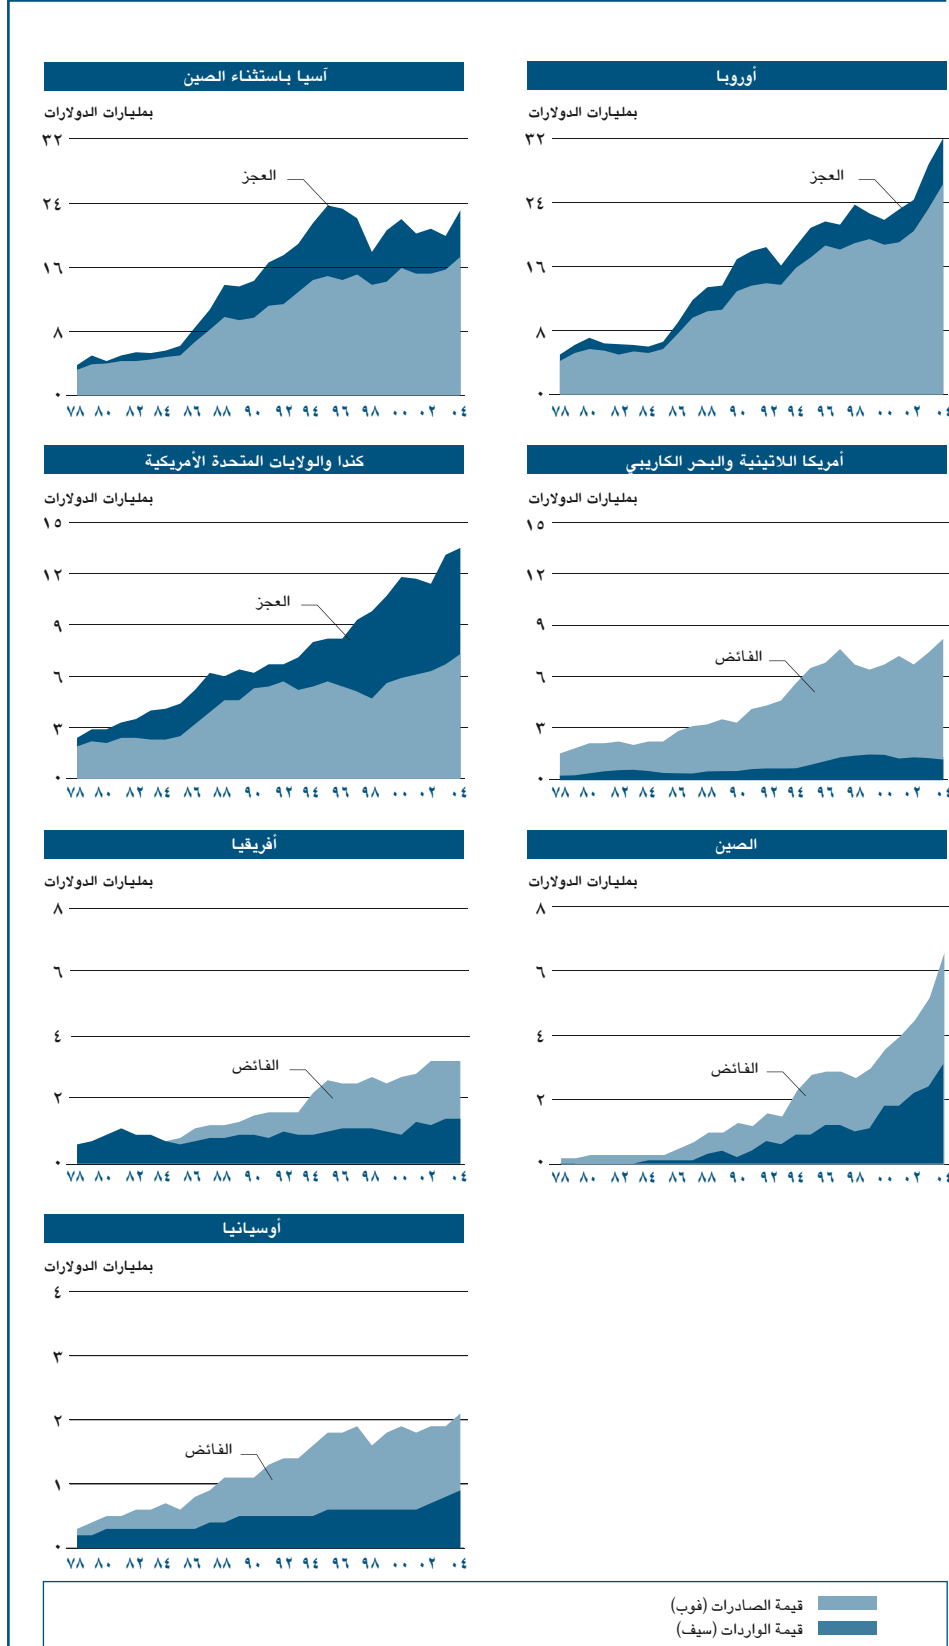 أوروبا
بمليارات الدولارات
٣٢
٢٤
١٦
٨
٠
العجز
٧٨ ٨٠ ٨٢ ٨٤ ٨٦ ٨٨ ٩٠ ٩٢ ٩٤ ٩٦ ٩٨ ٠٠ ٠٢ ٠٤
آسيا باستثناء الصين
بمليارات الدولارات
٣٢
٢٤
١٦
٨
٠
العجز
٧٨ ٨٠ ٨٢ ٨٤ ٨٦ ٨٨ ٩٠ ٩٢ ٩٤ ٩٦ ٩٨ ٠٠ ٠٢ ٠٤
أمريكا اللاتينية والبحر الكاريبي
بمليارات الدولارات
١٥
١٢
٩
٦
٣
٠
الفائض
٧٨ ٨٠ ٨٢ ٨٤ ٨٦ ٨٨ ٩٠ ٩٢ ٩٤ ٩٦ ٩٨ ٠٠ ٠٢ ٠٤
كندا والولايات المتحدة الأمريكية
بمليارات الدولارات
١٥
١٢
٩
٦
٣
٠
العجز
٧٨ ٨٠ ٨٢ ٨٤ ٨٦ ٨٨ ٩٠ ٩٢ ٩٤ ٩٦ ٩٨ ٠٠ ٠٢ ٠٤
الصين
بمليارات الدولارات
٨
٦
٤
٢
٠
الفائض
٧٨ ٨٠ ٨٢ ٨٤ ٨٦ ٨٨ ٩٠ ٩٢ ٩٤ ٩٦ ٩٨ ٠٠ ٠٢ ٠٤
أفريقيا
بمليارات الدولارات
٨
٦
٤
٢
٠
الفائض
٧٨ ٨٠ ٨٢ ٨٤ ٨٦ ٨٨ ٩٠ ٩٢ ٩٤ ٩٦ ٩٨ ٠٠ ٠٢ ٠٤
أوسيانيا
بمليارات الدولارات
٤
٣
٢
١
٠
الفائض
٧٨ ٨٠ ٨٢ ٨٤ ٨٦ ٨٨ ٩٠ ٩٢ ٩٤ ٩٦ ٩٨ ٠٠ ٠٢ ٠٤
قيمة الصادرات (فوب)
قيمة الواردات (سيف)